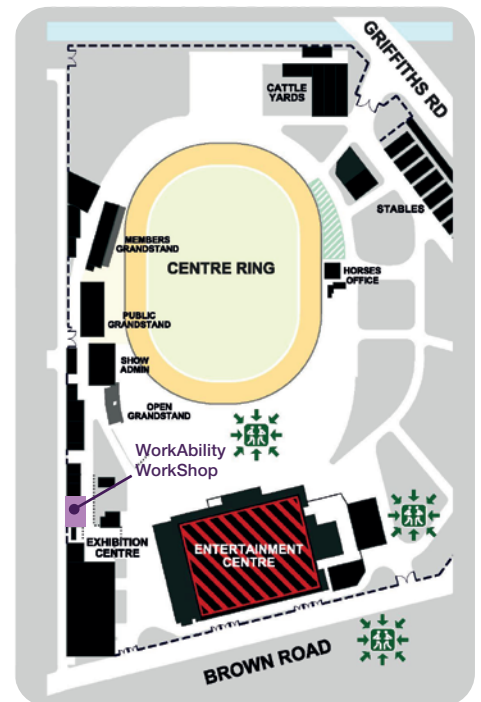 GRIFFITHS RD
CATTLE
YARDS
STABLES
MEMBERS
GRANDSTAND
CENTRE RING
HORSES
OFFICE
PUBLIC
GRANDSTAND
SHOW
ADMIN
OPEN
GRANDSTAND
WorkAbility
WorkShop
EXHIBITION
CENTRE
ENTERTAINMENT
CENTRE
BROWN ROAD